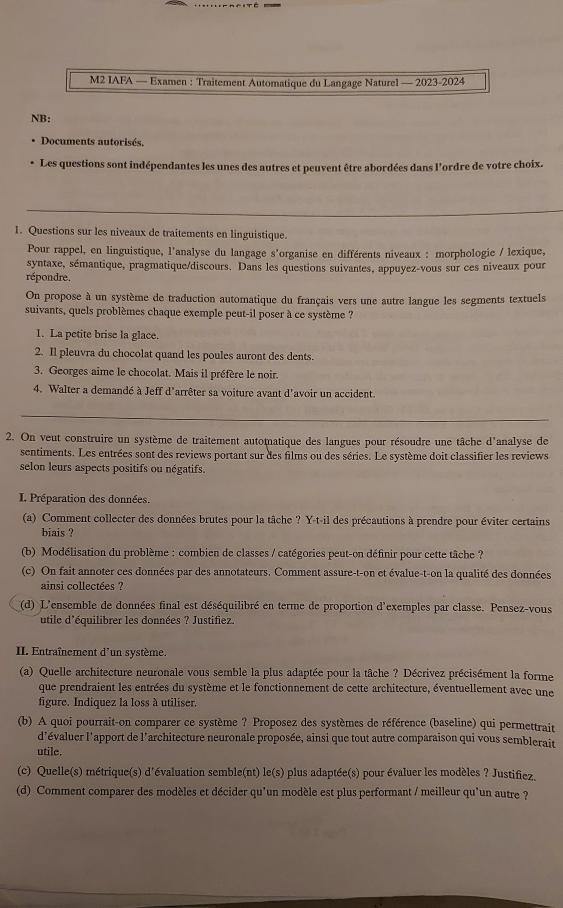 M2 IAFA — Examen : Traitement Automatique du Langage Naturel — 2023-2024
NB:
• Documents autorisés.
• Les questions sont indépendantes les unes des autres et peuvent être abordées dans l'ordre de votre choix.
1. Questions sur les niveaux de traitements en linguistique.
Pour rappel, en linguistique, l'analyse du langage s'organise en différents niveaux : morphologie / lexique,
syntaxe, sémantique, pragmatique/discours. Dans les questions suivantes, appuyez-vous sur ces niveaux pour
répondre.
On propose à un système de traduction automatique du français vers une autre langue les segments textuels
suivants, quels problèmes chaque exemple peut-il poser à ce système ?
1. La petite brise la glace.
2. Il pleuvra du chocolat quand les poules auront des dents.
3. Georges aime le chocolat. Mais il préfère le noir.
4. Walter a demandé à Jeff d'arrêter sa voiture avant d'avoir un accident.
2. On veut construire un système de traitement automatique des langues pour résoudre une tâche d'analyse de
sentiments. Les entrées sont des reviews portant sur des films ou des séries. Le système doit classifier les reviews
selon leurs aspects positifs ou négatifs.
I. Préparation des données.
(a) Comment collecter des données brutes pour la tâche ? Y-t-il des précautions à prendre pour éviter certains
biais ?
(b) Modélisation du problème : combien de classes / catégories peut-on définir pour cette tâche ?
(c) On fait annoter ces données par des annotateurs. Comment assure-t-on et évalue-t-on la qualité des données
ainsi collectées ?
(d) L'ensemble de données final est déséquilibré en terme de proportion d'exemples par classe. Pensez-vous
utile d'équilibrer les données ? Justifiez.
II. Entraînement d'un système.
(a) Quelle architecture neuronale vous semble la plus adaptée pour la tâche ? Décrivez précisément la forme
que prendraient les entrées du système et le fonctionnement de cette architecture, éventuellement avec une
figure. Indiquez la loss à utiliser.
(b) A quoi pourrait-on comparer ce système ? Proposez des systèmes de référence (baseline) qui permettrait
d'évaluer l'apport de l'architecture neuronale proposée, ainsi que tout autre comparaison qui vous semblerait
utile.
(c) Quelle(s) métrique(s) d'évaluation semble(nt) le(s) plus adaptée(s) pour évaluer les modèles ? Justifiez.
(d) Comment comparer des modèles et décider qu'un modèle est plus performant / meilleur qu'un autre ?